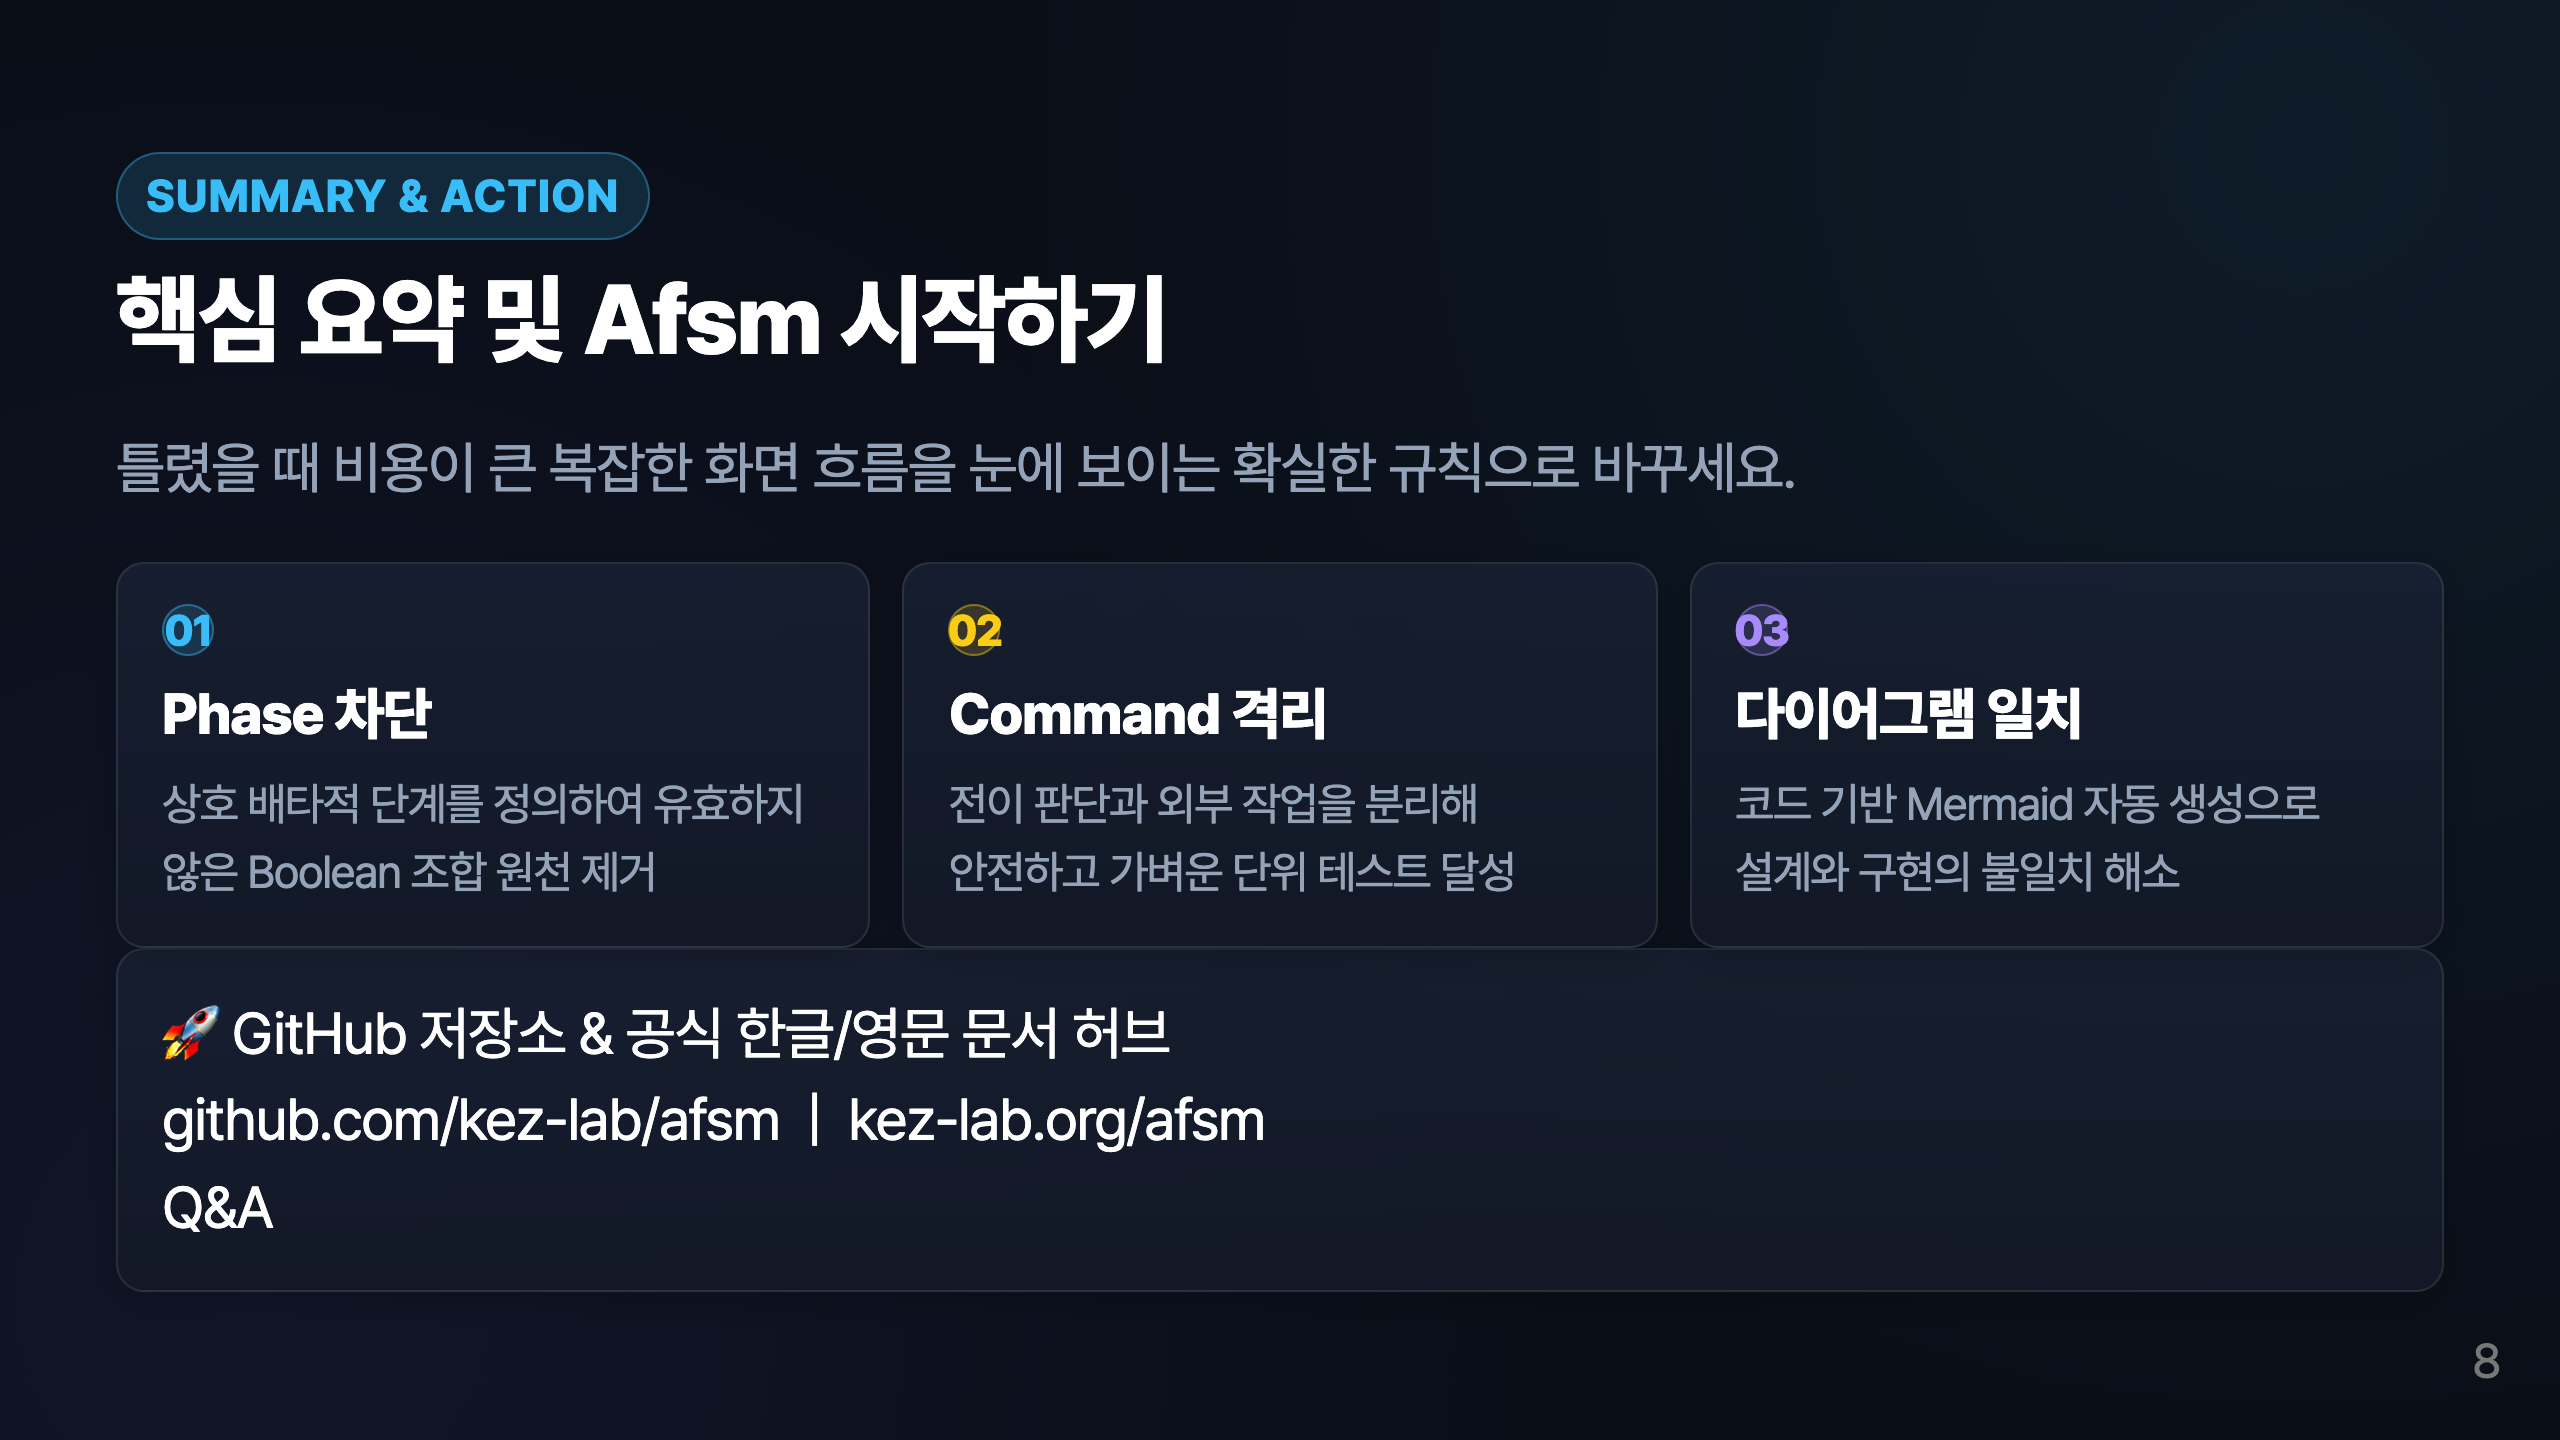 SUMMARY & ACTION
핵심 요약 및 Afsm 시작하기
틀렸을 때 비용이 큰 복잡한 화면 흐름을 눈에 보이는 확실한 규칙으로 바꾸세요.
01
Phase 차단
상호 배타적 단계를 정의하여 유효하지
않은 Boolean 조합 원천 제거
02
Command 격리
전이 판단과 외부 작업을 분리해
안전하고 가벼운 단위 테스트 달성
03
다이어그램 일치
코드 기반 Mermaid 자동 생성으로
설계와 구현의 불일치 해소
🚀 GitHub 저장소 & 공식 한글/영문 문서 허브
github.com/kez-lab/afsm | kez-lab.org/afsm
Q&A
8